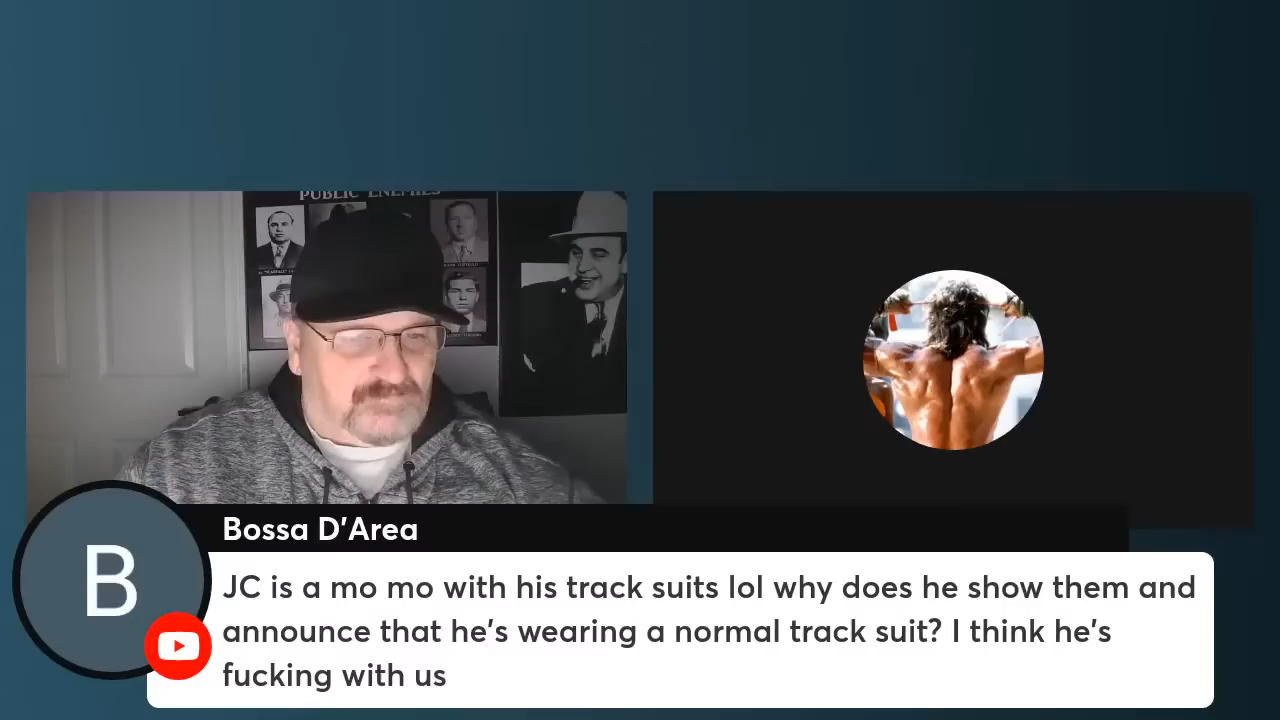 PUBLIC ENEMIES
Bossa D'Area
B
JC is a mo mo with his track suits lol why does he show them and
announce that he's wearing a normal track suit? I think he's
fucking with us